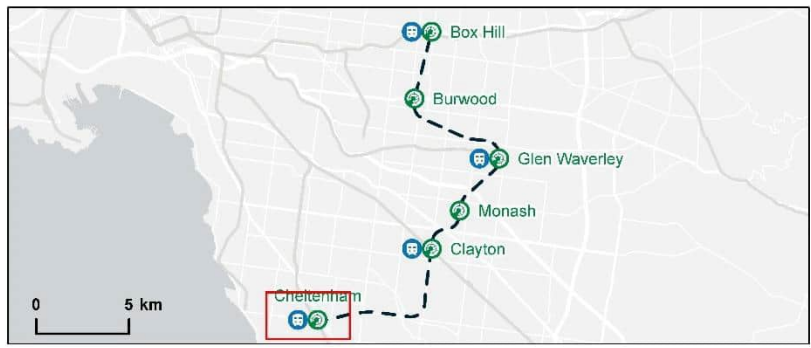 Box Hill
Burwood
Glen Waverley
Monash
Clayton
Cheltenham
0 5 km